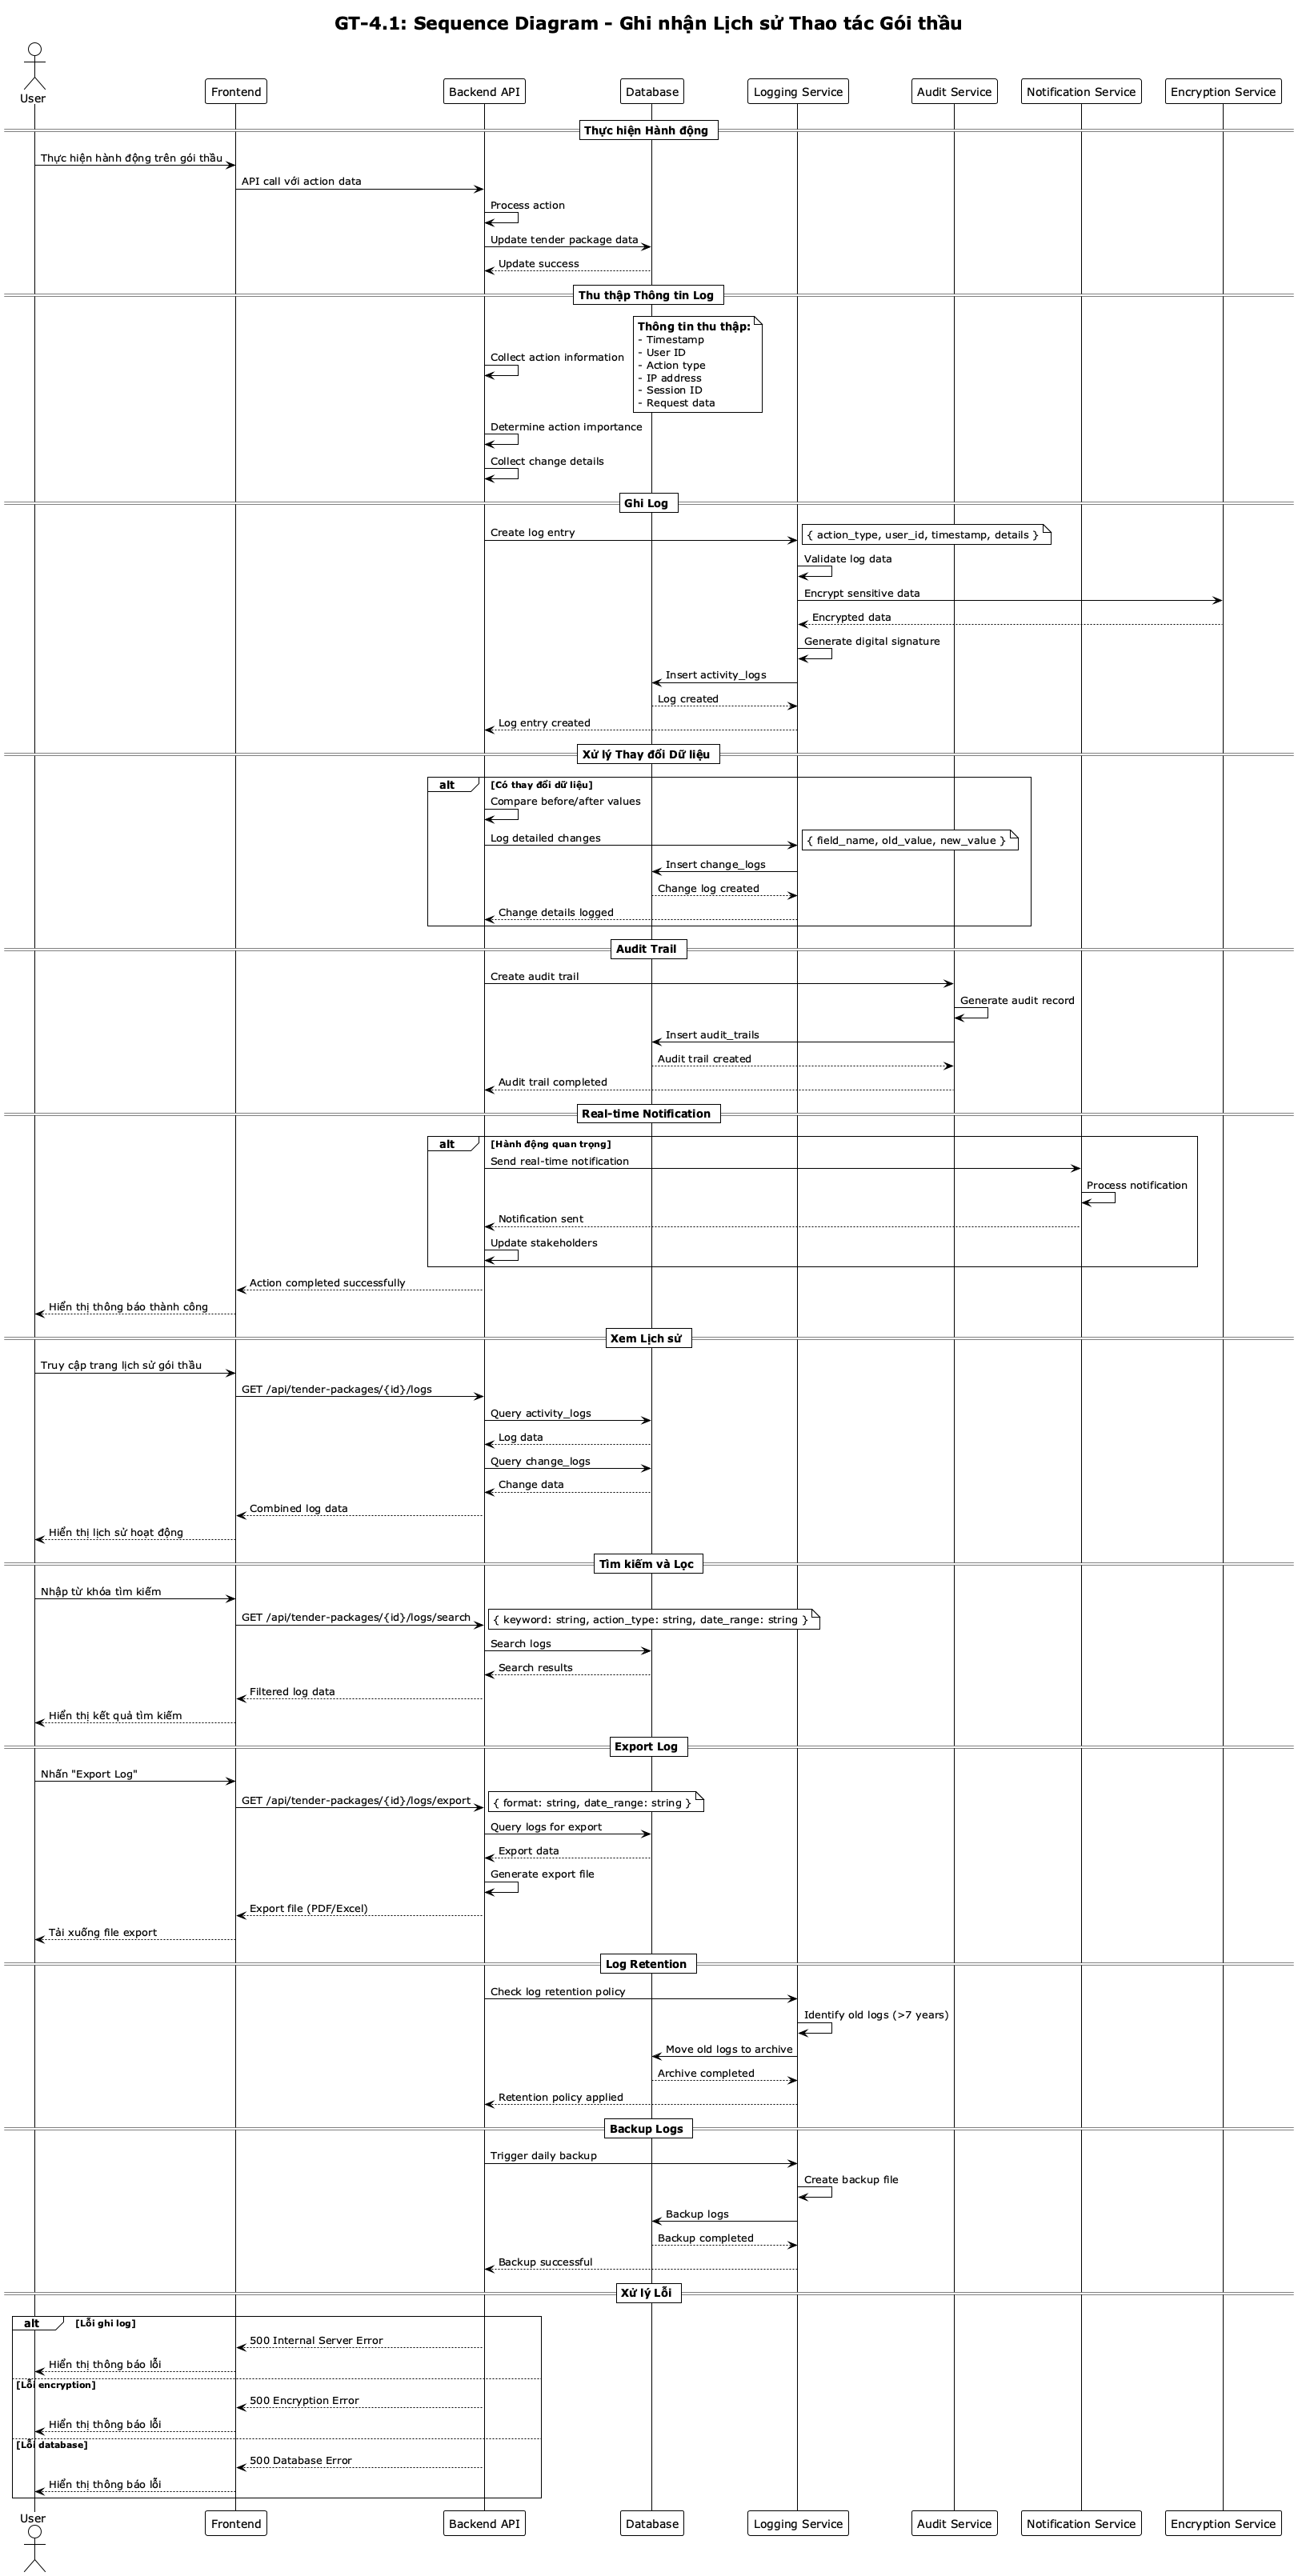 GT-4.1: Sequence Diagram - Ghi nhận Lịch sử Thao tác Gói thầu
User
Frontend
Backend API
Database
Logging Service
Audit Service
Notification Service
Encryption Service
Thực hiện Hành động
Thực hiện hành động trên gói thầu
API call với action data
Process action
Update tender package data
Update success
Thu thập Thông tin Log
Thông tin thu thập:
- Timestamp
- User ID
- Action type
- IP address
- Session ID
- Request data
Collect action information
Determine action importance
Collect change details
Ghi Log
Create log entry
{ action_type, user_id, timestamp, details }
Validate log data
Encrypt sensitive data
Encrypted data
Generate digital signature
Insert activity_logs
Log created
Log entry created
Xử lý Thay đổi Dữ liệu
alt
[Có thay đổi dữ liệu]
Compare before/after values
Log detailed changes
{ field_name, old_value, new_value }
Insert change_logs
Change log created
Change details logged
Audit Trail
Create audit trail
Generate audit record
Insert audit_trails
Audit trail created
Audit trail completed
Real-time Notification
alt
[Hành động quan trọng]
Send real-time notification
Process notification
Notification sent
Update stakeholders
Action completed successfully
Hiển thị thông báo thành công
Xem Lịch sử
Truy cập trang lịch sử gói thầu
GET /api/tender-packages/{id}/logs
Query activity_logs
Log data
Query change_logs
Change data
Combined log data
Hiển thị lịch sử hoạt động
Tìm kiếm và Lọc
Nhập từ khóa tìm kiếm
GET /api/tender-packages/{id}/logs/search
{ keyword: string, action_type: string, date_range: string }
Search logs
Search results
Filtered log data
Hiển thị kết quả tìm kiếm
Export Log
Nhấn "Export Log"
GET /api/tender-packages/{id}/logs/export
{ format: string, date_range: string }
Query logs for export
Export data
Generate export file
Export file (PDF/Excel)
Tải xuống file export
Log Retention
Check log retention policy
Identify old logs (>7 years)
Move old logs to archive
Archive completed
Retention policy applied
Backup Logs
Trigger daily backup
Create backup file
Backup logs
Backup completed
Backup successful
Xử lý Lỗi
alt
[Lỗi ghi log]
500 Internal Server Error
Hiển thị thông báo lỗi
[Lỗi encryption]
500 Encryption Error
Hiển thị thông báo lỗi
[Lỗi database]
500 Database Error
Hiển thị thông báo lỗi
User
Frontend
Backend API
Database
Logging Service
Audit Service
Notification Service
Encryption Service